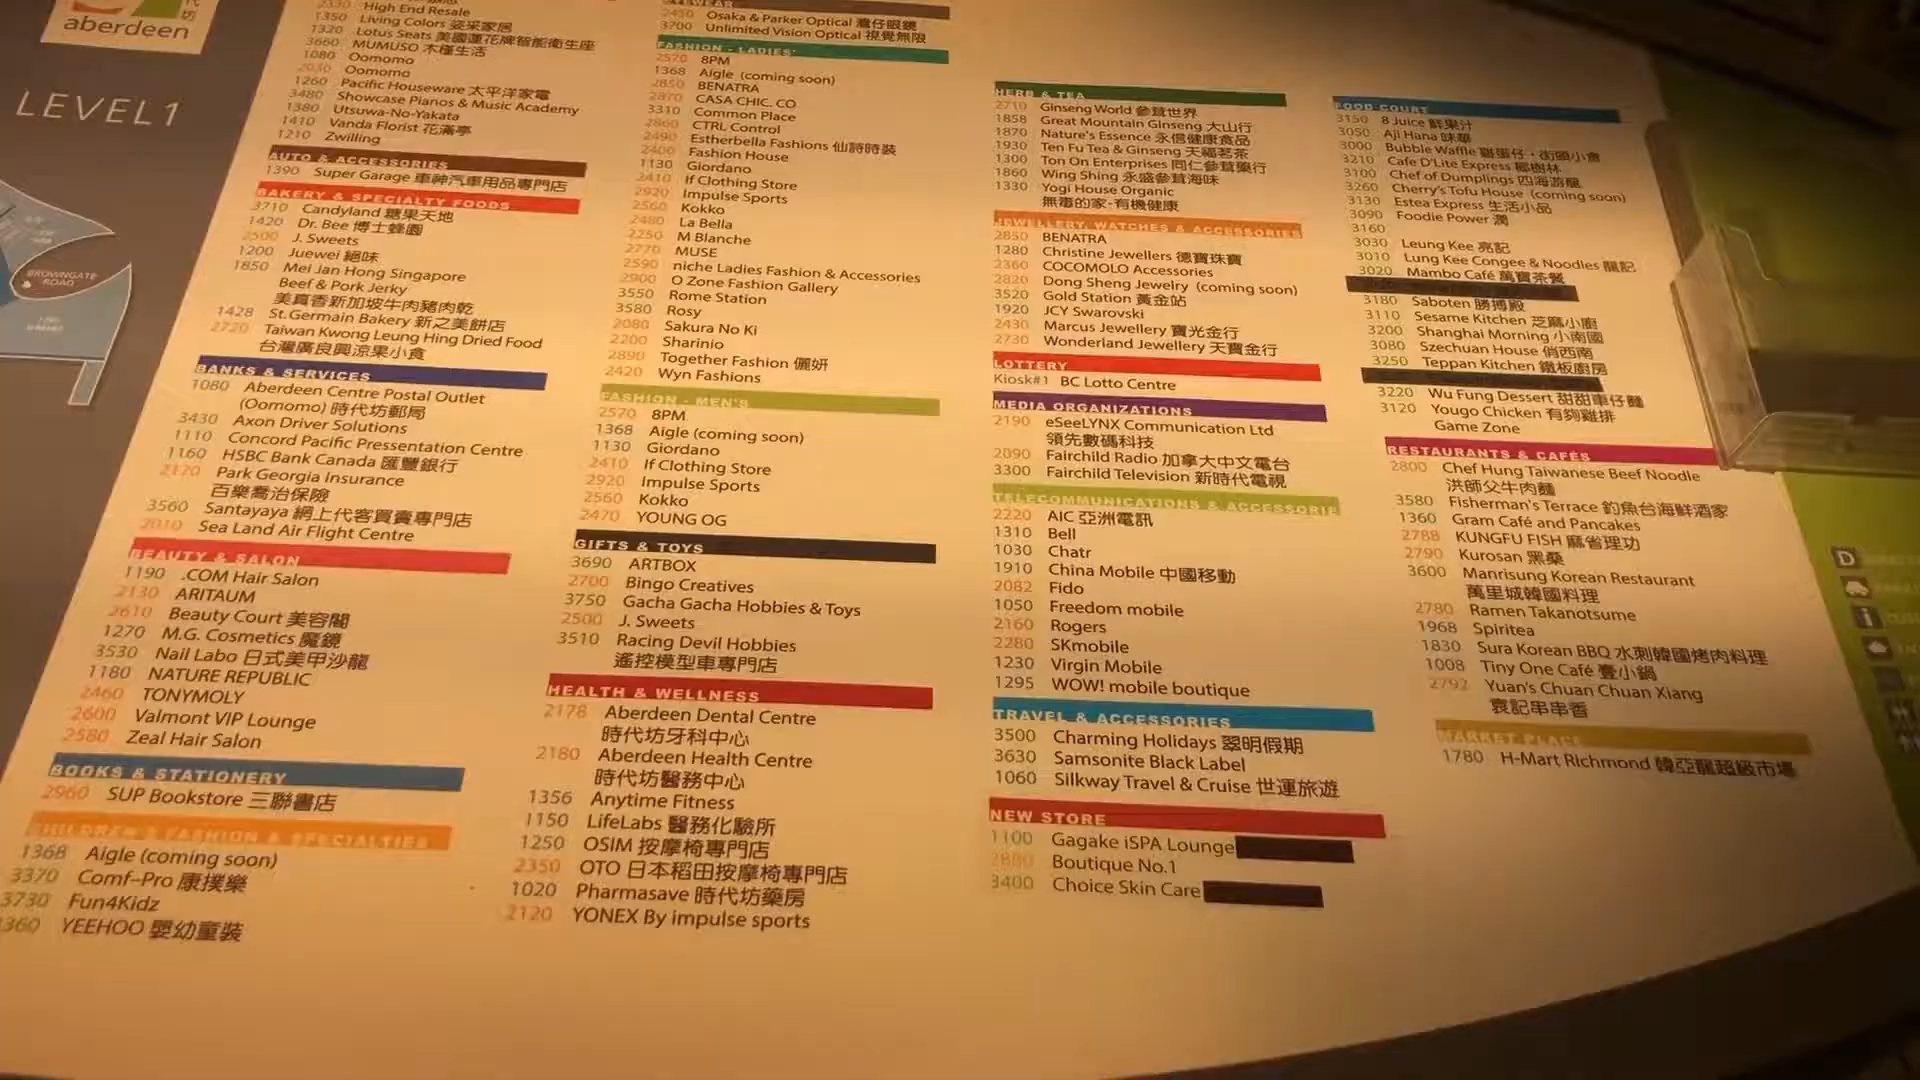 aberdeen
LEVEL 1
BROWNGATE ROAD
High End Resale
1350 Living Colors 姿采家居
1320 Lotus Seats 美國蓮花牌智能衛生座
3660 MUMUSO 木槿生活
1080 Oomomo
2030 Oomomo
1260 Pacific Houseware 太平洋家電
3480 Showcase Pianos & Music Academy
1380 Utsuwa-No-Yakata
1410 Vanda Florist 花滿亭
1210 Zwilling
AUTO & ACCESSORIES
1390 Super Garage 車神汽車用品專門店
BAKERY & SPECIALTY FOODS
3710 Candyland 糖果天地
1420 Dr. Bee 博士蜂園
2500 J. Sweets
1200 Juewei 絕味
1850 Mei Jan Hong Singapore
Beef & Pork Jerky
美真香新加坡牛肉豬肉乾
1428 St.Germain Bakery 新之美餅店
2720 Taiwan Kwong Leung Hing Dried Food
台灣廣良興涼果小食
BANKS & SERVICES
1080 Aberdeen Centre Postal Outlet
(Oomomo) 時代坊郵局
3430 Axon Driver Solutions
1110 Concord Pacific Pressentation Centre
1160 HSBC Bank Canada 匯豐銀行
2170 Park Georgia Insurance
百樂喬治保險
3560 Santayaya 網上代客買賣專門店
2010 Sea Land Air Flight Centre
BEAUTY & SALON
1190 .COM Hair Salon
2130 ARITAUM
2610 Beauty Court 美容閣
1270 M.G. Cosmetics 魔鏡
3530 Nail Labo 日式美甲沙龍
1180 NATURE REPUBLIC
2460 TONYMOLY
2600 Valmont VIP Lounge
2580 Zeal Hair Salon
BOOKS & STATIONERY
2960 SUP Bookstore 三聯書店
CHILDREN'S FASHION & SPECIALTIES
1368 Aigle (coming soon)
3370 Comf-Pro 康撲樂
3730 Fun4Kidz
360 YEEHOO 嬰幼童裝
EYEWEAR
2450 Osaka & Parker Optical 灣仔眼鏡
3700 Unlimited Vision Optical 視覺無限
FASHION - LADIES'
2570 8PM
1368 Aigle (coming soon)
2850 BENATRA
2870 CASA CHIC. CO
3310 Common Place
2860 CTRL Control
2490 Estherbella Fashions 仙詩時裝
2400 Fashion House
1130 Giordano
2410 If Clothing Store
2920 Impulse Sports
2560 Kokko
2480 La Bella
2250 M Blanche
2770 MUSE
2590 niche Ladies Fashion & Accessories
2900 O Zone Fashion Gallery
3550 Rome Station
3580 Rosy
2080 Sakura No Ki
2200 Sharinio
2890 Together Fashion 儷妍
2420 Wyn Fashions
FASHION - MEN'S
2570 8PM
1368 Aigle (coming soon)
1130 Giordano
2410 If Clothing Store
2920 Impulse Sports
2560 Kokko
2470 YOUNG OG
GIFTS & TOYS
3690 ARTBOX
2700 Bingo Creatives
3750 Gacha Gacha Hobbies & Toys
2500 J. Sweets
3510 Racing Devil Hobbies
遙控模型車專門店
HEALTH & WELLNESS
2178 Aberdeen Dental Centre
時代坊牙科中心
2180 Aberdeen Health Centre
時代坊醫務中心
1356 Anytime Fitness
1150 LifeLabs 醫務化驗所
1250 OSIM 按摩椅專門店
2350 OTO 日本稻田按摩椅專門店
1020 Pharmasave 時代坊藥房
2120 YONEX By impulse sports
HERB & TEA
2710 Ginseng World 參茸世界
1858 Great Mountain Ginseng 大山行
1870 Nature's Essence 永信健康食品
1930 Ten Fu Tea & Ginseng 天福茗茶
1300 Ton On Enterprises 同仁參茸藥行
1860 Wing Shing 永盛參茸海味
1330 Yogi House Organic
無毒的家-有機健康
JEWELLERY, WATCHES & ACCESSORIES
2850 BENATRA
1280 Christine Jewellers 德寶珠寶
2360 COCOMOLO Accessories
2820 Dong Sheng Jewelry (coming soon)
3520 Gold Station 黃金站
1920 JCY Swarovski
2430 Marcus Jewellery 寶光金行
2730 Wonderland Jewellery 天寶金行
LOTTERY
Kiosk#1 BC Lotto Centre
MEDIA ORGANIZATIONS
2190 eSeeLYNX Communication Ltd
領先數碼科技
2090 Fairchild Radio 加拿大中文電台
3300 Fairchild Television 新時代電視
TELECOMMUNICATIONS & ACCESSORIE
2220 AIC 亞洲電訊
1310 Bell
1030 Chatr
1910 China Mobile 中國移動
2082 Fido
1050 Freedom mobile
2160 Rogers
2280 SKmobile
1230 Virgin Mobile
1295 WOW! mobile boutique
TRAVEL & ACCESSORIES
3500 Charming Holidays 翠明假期
3630 Samsonite Black Label
1060 Silkway Travel & Cruise 世運旅遊
NEW STORE
1100 Gagake iSPA Lounge
2880 Boutique No.1
3400 Choice Skin Care
FOOD COURT
3150 8 Juice 鮮果汁
3050 Aji Hana 味華
3000 Bubble Waffle 雞蛋仔・街頭小會
3210 Cafe D'Lite Express 椰樹林
3100 Chef of Dumplings 四海游龍
3260 Cherry's Tofu House (coming soon)
3130 Estea Express 生活小品
3090 Foodie Power 潤
3160
3030 Leung Kee 亮記
3010 Lung Kee Congee & Noodles 龍記
3020 Mambo Café 萬寶茶餐
3180 Saboten 勝搏殿
3110 Sesame Kitchen 芝麻小廚
3200 Shanghai Morning 小南國
3080 Szechuan House 俏西南
3250 Teppan Kitchen 鐵板廚房
3220 Wu Fung Dessert 甜甜車仔麵
3120 Yougo Chicken 有夠雞排
Game Zone
RESTAURANTS & CAFÉS
2800 Chef Hung Taiwanese Beef Noodle
洪師父牛肉麵
3580 Fisherman's Terrace 釣魚台海鮮酒家
1360 Gram Café and Pancakes
2788 KUNGFU FISH 麻省理功
2790 Kurosan 黑桑
3600 Manrisung Korean Restaurant
萬里城韓國料理
2780 Ramen Takanotsume
1968 Spiritea
1830 Sura Korean BBQ 水刺韓國烤肉料理
1008 Tiny One Café 壹小鍋
2792 Yuan's Chuan Chuan Xiang
袁記串串香
MARKET PLACE
1780 H-Mart Richmond 韓亞龍超級市場